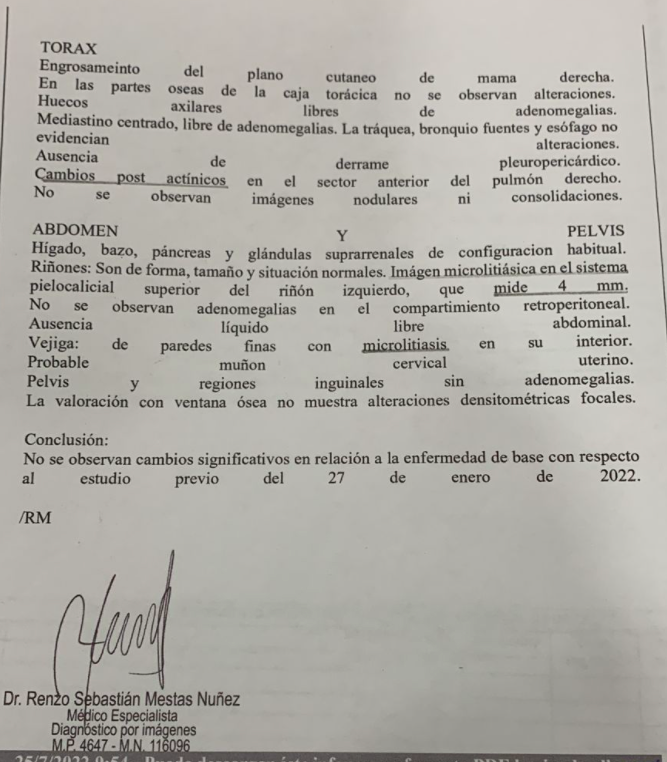 TORAX
Engrosameinto del plano cutaneo de mama derecha.
En las partes oseas de la caja torácica no se observan alteraciones.
Huecos axilares libres de adenomegalias.
Mediastino centrado, libre de adenomegalias. La tráquea, bronquio fuentes y esófago no
evidencian alteraciones.
Ausencia de derrame pleuropericárdico.
Cambios post actínicos en el sector anterior del pulmón derecho.
No se observan imágenes nodulares ni consolidaciones.
ABDOMEN Y PELVIS
Hígado, bazo, páncreas y glándulas suprarrenales de configuracion habitual.
Riñones: Son de forma, tamaño y situación normales. Imágen microlitiásica en el sistema
pielocalicial superior del riñón izquierdo, que mide 4 mm.
No se observan adenomegalias en el compartimiento retroperitoneal.
Ausencia líquido libre abdominal.
Vejiga: de paredes finas con microlitiasis en su interior.
Probable muñon cervical uterino.
Pelvis y regiones inguinales sin adenomegalias.
La valoración con ventana ósea no muestra alteraciones densitométricas focales.
Conclusión:
No se observan cambios significativos en relación a la enfermedad de base con respecto
al estudio previo del 27 de enero de 2022.
/RM
Dr. Renzo Sebastián Mestas Nuñez
Médico Especialista
Diagnóstico por imágenes
M.P. 4647 - M.N. 116096